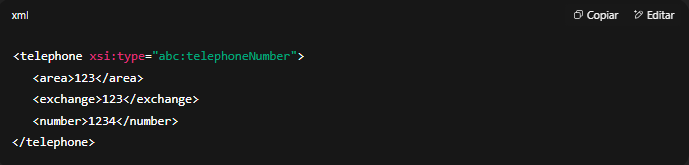 xml Copiar Editar
<telephone xsi:type="abc:telephoneNumber">
<area>123</area>
<exchange>123</exchange>
<number>1234</number>
</telephone>